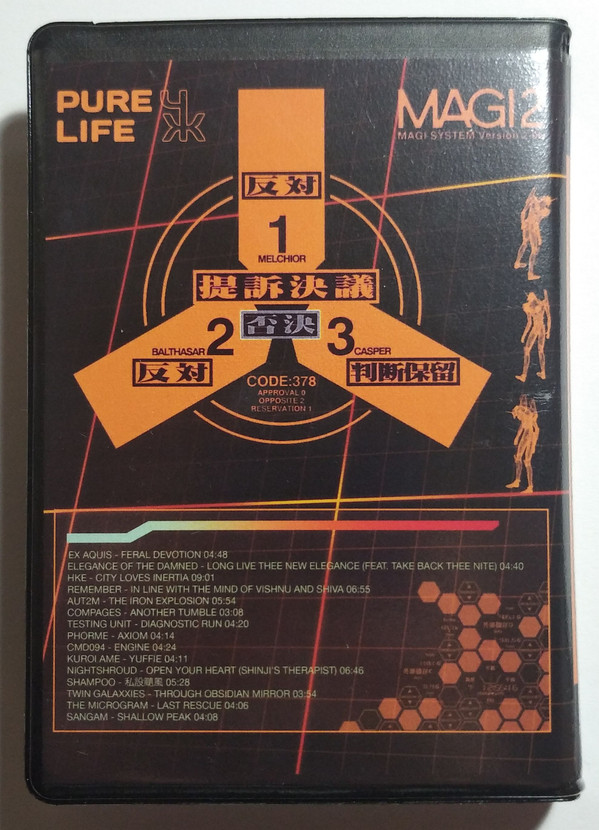 PURE
LIFE
MAGI 2
MAGI SYSTEM Version
反対
1
MELCHIOR
提訴決議
否決
2
BALTHASAR
反対
3
CASPER
判断保留
CODE:378
APPROVAL 0
OPPOSITE 2
RESERVATION 1
EX AQUIS - FERAL DEVOTION 04:48
ELEGANCE OF THE DAMNED - LONG LIVE THEE NEW ELEGANCE (FEAT. TAKE BACK THEE NITE) 04:40
HKE - CITY LOVES INERTIA 09:01
REMEMBER - IN LINE WITH THE MIND OF VISHNU AND SHIVA 06:55
AUT2M - THE IRON EXPLOSION 05:54
COMPAGES - ANOTHER TUMBLE 03:08
TESTING UNIT - DIAGNOSTIC RUN 04:20
PHORME - AXIOM 04:14
CMD094 - ENGINE 04:24
KUROI AME - YUFFIE 04:11
NIGHTSHROUD - OPEN YOUR HEART (SHINJI'S THERAPIST) 06:46
SHAMPOO - 私設颶風 05:28
TWIN GALAXXIES - THROUGH OBSIDIAN MIRROR 03:54
THE MICROGRAM - LAST RESCUE 04:06
SANGAM - SHALLOW PEAK 04:08